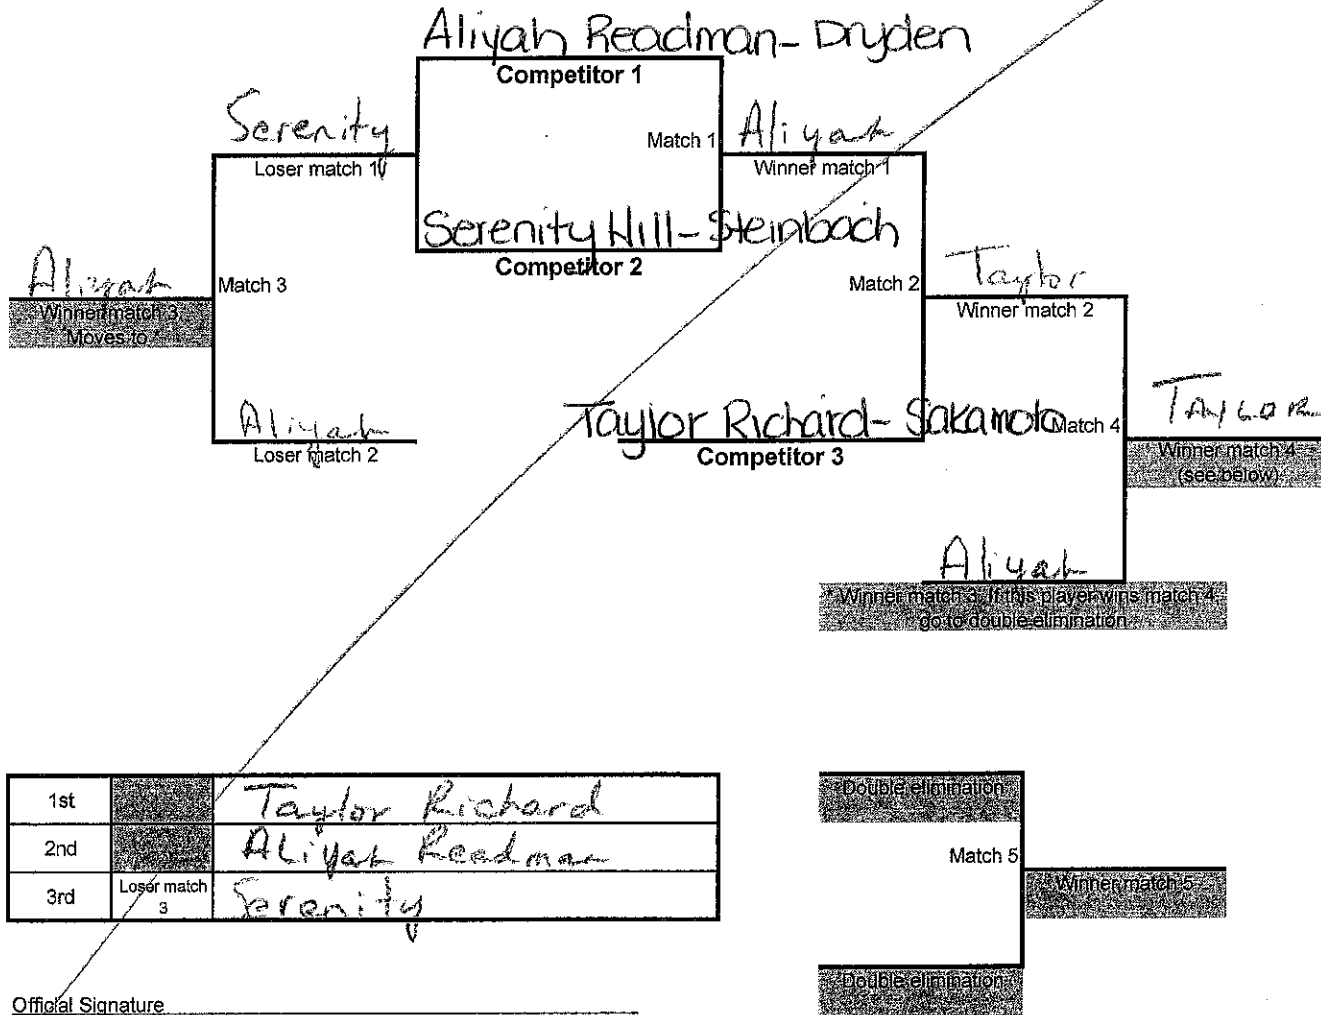 Aliyah Readman-Dryden
Competitor 1
Serenity
Loser match 1
Match 1
Aliyah
Winner match 1
Serenity Hill-Steinbach
Competitor 2
Aliyah
Winner match 3
Moves to *
Match 3
Match 2
Taylor
Winner match 2
Aliyah
Loser match 2
Taylor Richard-Sakamoto
Competitor 3
Match 4
TAYLOR
Winner match 4
(see below)
Aliyah
* Winner match 3. If this player wins match 4
go to double elimination
1st Taylor Richard
2nd Aliyah Readman
3rd Loser match 3 Serenity
Double elimination
Match 5
Winner match 5
Double elimination
Official Signature